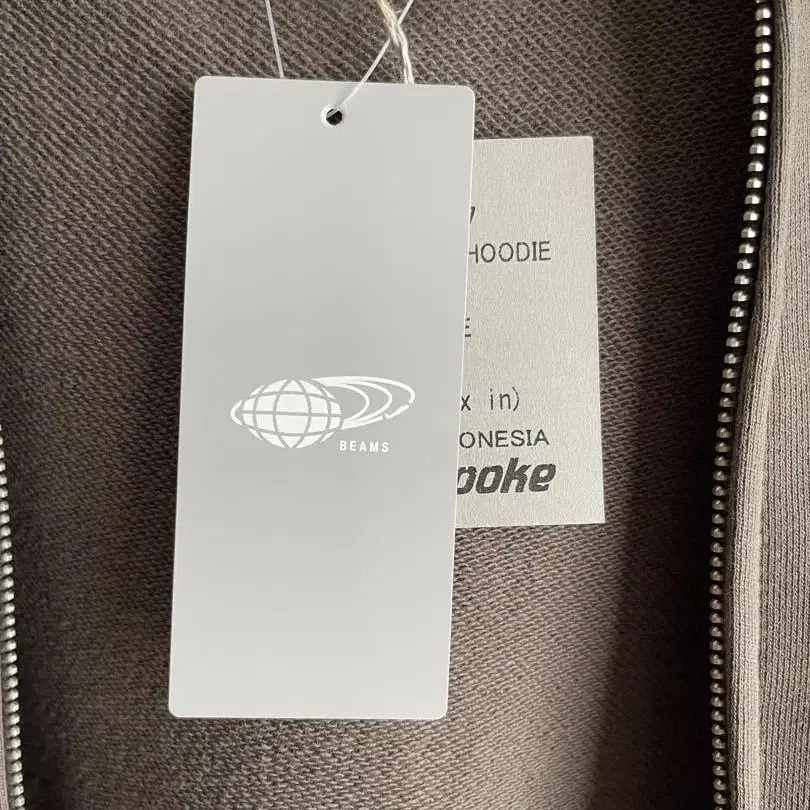 BEAMS
HOODIE
E
x in)
ONESIA
ooke